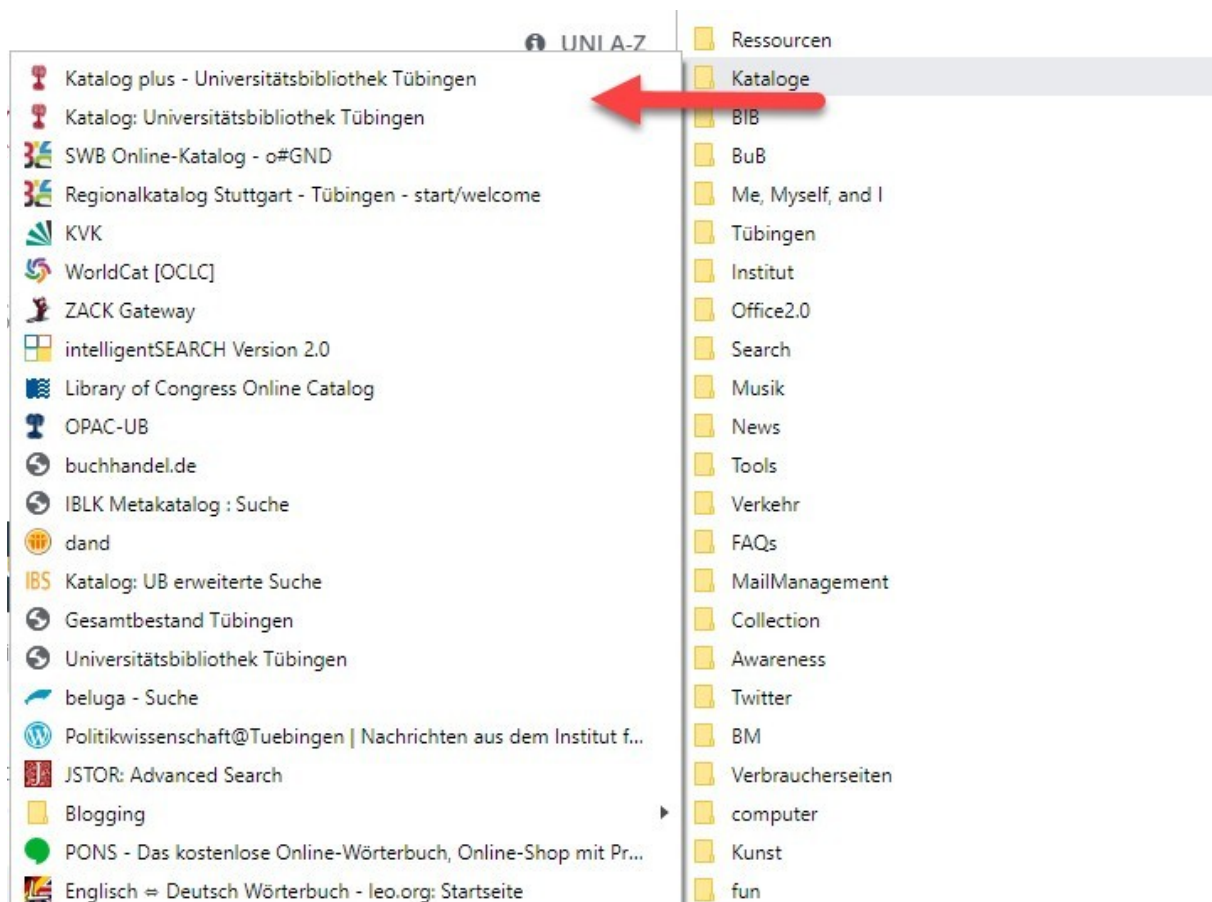 UNI A-Z
Katalog plus - Universitätsbibliothek Tübingen
Katalog: Universitätsbibliothek Tübingen
SWB Online-Katalog - o#GND
Regionalkatalog Stuttgart - Tübingen - start/welcome
KVK
WorldCat [OCLC]
ZACK Gateway
intelligentSEARCH Version 2.0
Library of Congress Online Catalog
OPAC-UB
buchhandel.de
IBLK Metakatalog : Suche
dand
IBS Katalog: UB erweiterte Suche
Gesamtbestand Tübingen
Universitätsbibliothek Tübingen
beluga - Suche
Politikwissenschaft@Tuebingen | Nachrichten aus dem Institut f...
JSTOR: Advanced Search
Blogging
PONS - Das kostenlose Online-Wörterbuch, Online-Shop mit Pr...
Englisch ⇔ Deutsch Wörterbuch - leo.org: Startseite
Ressourcen
Kataloge
BIB
BuB
Me, Myself, and I
Tübingen
Institut
Office2.0
Search
Musik
News
Tools
Verkehr
FAQs
MailManagement
Collection
Awareness
Twitter
BM
Verbraucherseiten
computer
Kunst
fun